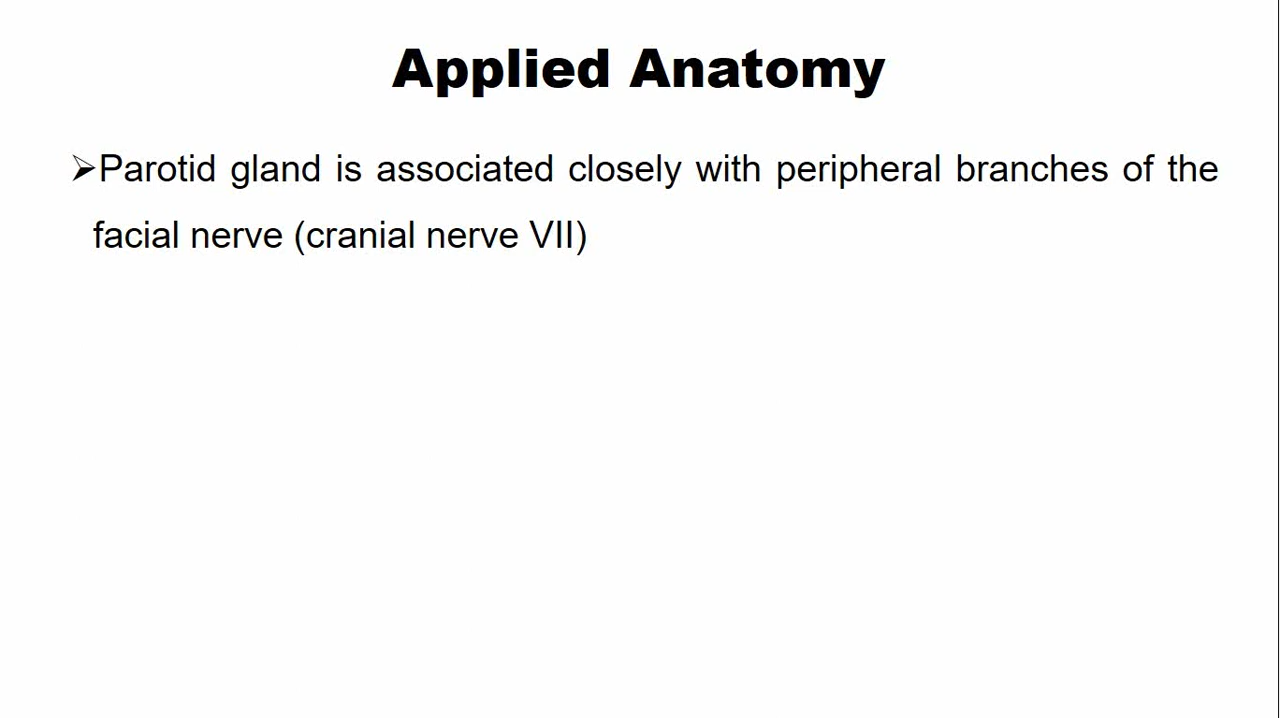 Applied Anatomy
➢Parotid gland is associated closely with peripheral branches of the
facial nerve (cranial nerve VII)